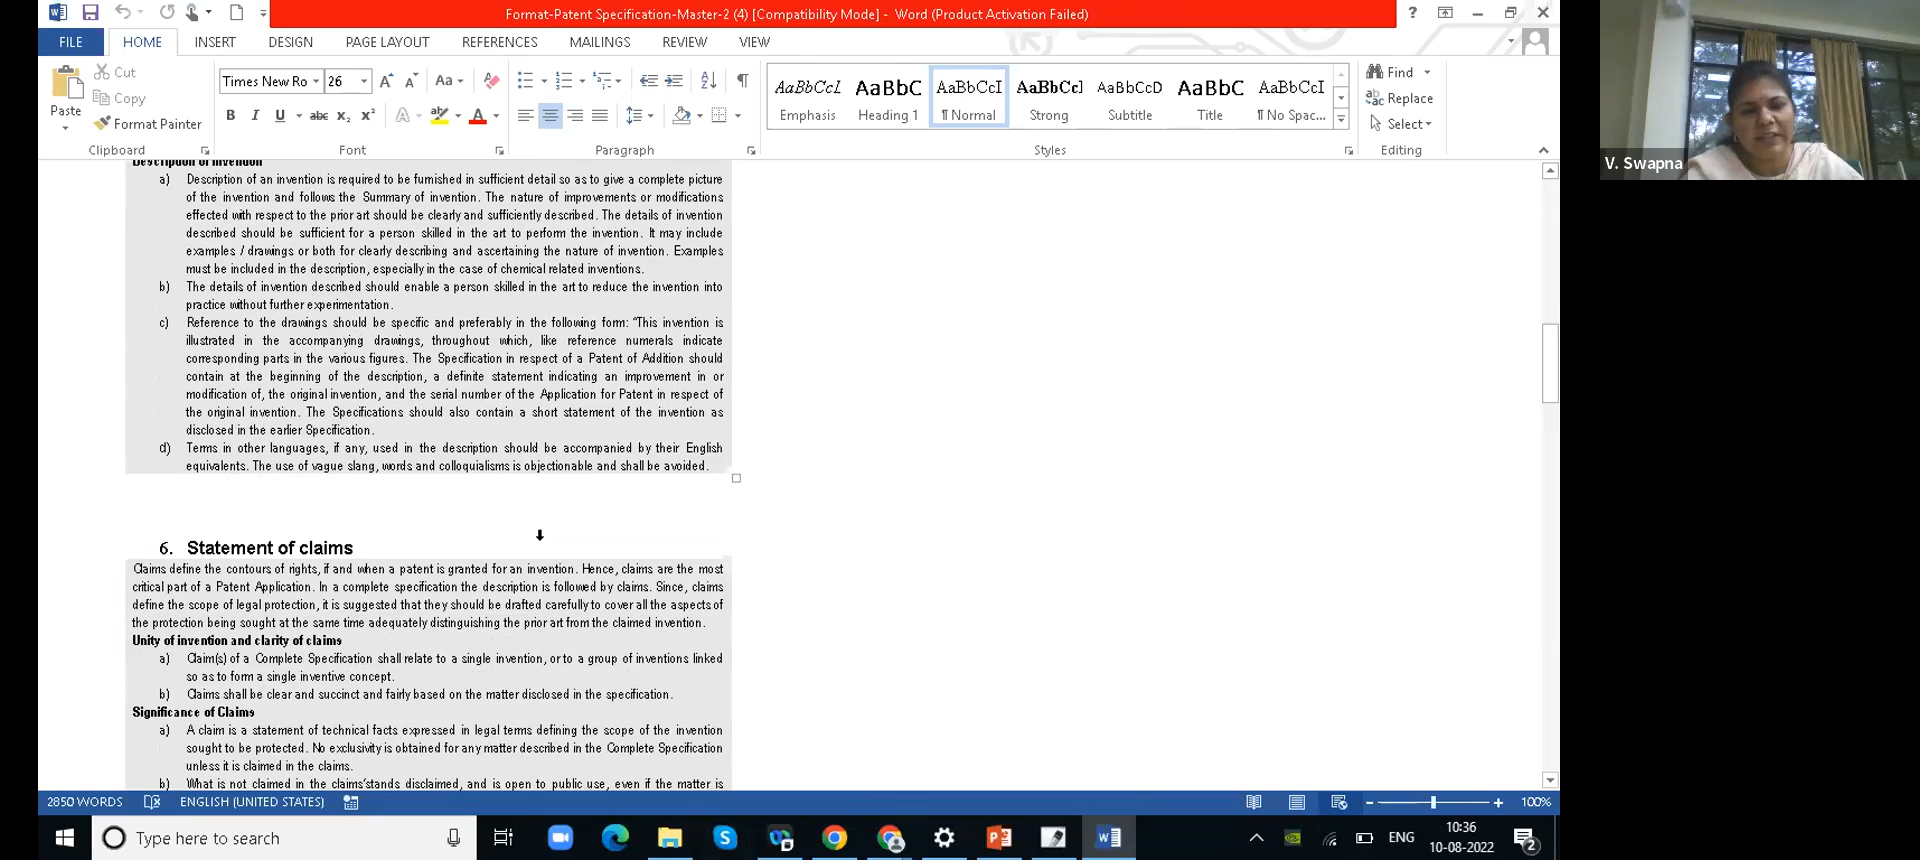 Format-Patent Specification-Master-2 (4) [Compatibility Mode] - Word (Product Activation Failed)
FILE HOME INSERT DESIGN PAGE LAYOUT REFERENCES MAILINGS REVIEW VIEW
Paste
Cut
Copy
Format Painter
Clipboard
Times New Ro 26
Font
Paragraph
AaBbCcL AaBbC AaBbCcI AaBbCcI AaBbCcD AaBbC AaBbCcI
Emphasis Heading 1 ¶ Normal Strong Subtitle Title ¶ No Spac...
Styles
Find
Replace
Select
Editing
V. Swapna
Description of invention
a) Description of an invention is required to be furnished in sufficient detail so as to give a complete picture
of the invention and follows the Summary of invention. The nature of improvements or modifications
effected with respect to the prior art should be clearly and sufficiently described. The details of invention
described should be sufficient for a person skilled in the art to perform the invention. It may include
examples / drawings or both for clearly describing and ascertaining the nature of invention. Examples
must be included in the description, especially in the case of chemical related inventions.
b) The details of invention described should enable a person skilled in the art to reduce the invention into
practice without further experimentation.
c) Reference to the drawings should be specific and preferably in the following form: “This invention is
illustrated in the accompanying drawings, throughout which, like reference numerals indicate
corresponding parts in the various figures. The Specification in respect of a Patent of Addition should
contain at the beginning of the description, a definite statement indicating an improvement in or
modification of, the original invention, and the serial number of the Application for Patent in respect of
the original invention. The Specifications should also contain a short statement of the invention as
disclosed in the earlier Specification.
d) Terms in other languages, if any, used in the description should be accompanied by their English
equivalents. The use of vague slang, words and colloquialisms is objectionable and shall be avoided.
6. Statement of claims
Claims define the contours of rights, if and when a patent is granted for an invention. Hence, claims are the most
critical part of a Patent Application. In a complete specification the description is followed by claims. Since, claims
define the scope of legal protection, it is suggested that they should be drafted carefully to cover all the aspects of
the protection being sought at the same time adequately distinguishing the prior art from the claimed invention.
Unity of invention and clarity of claims
a) Claim(s) of a Complete Specification shall relate to a single invention, or to a group of inventions linked
so as to form a single inventive concept.
b) Claims shall be clear and succinct and fairly based on the matter disclosed in the specification.
Significance of Claims
a) A claim is a statement of technical facts expressed in legal terms defining the scope of the invention
sought to be protected. No exclusivity is obtained for any matter described in the Complete Specification
unless it is claimed in the claims.
b) What is not claimed in the claims‘stands disclaimed, and is open to public use, even if the matter is
2850 WORDS ENGLISH (UNITED STATES) 100%
Type here to search
ENG
10:36
10-08-2022
2